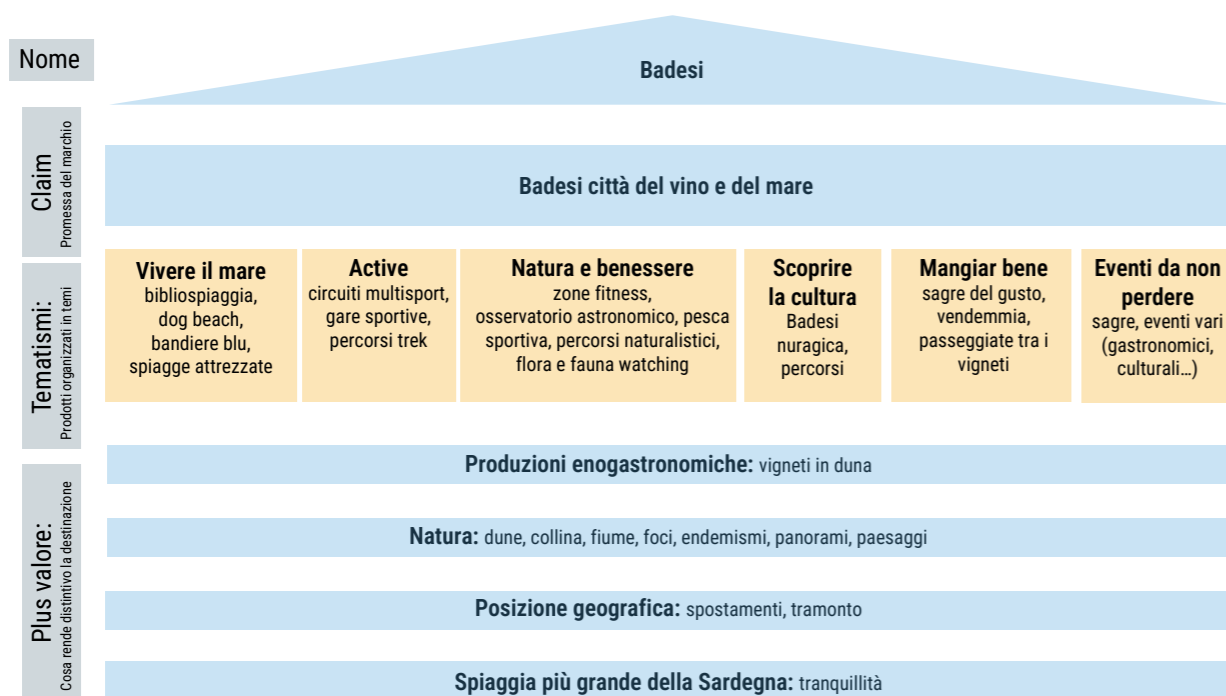 Nome
Badesi
Claim
Promessa del marchio
Badesi città del vino e del mare
Tematismi:
Prodotti organizzati in temi
Vivere il mare
bibliospiaggia,
dog beach,
bandiere blu,
spiagge attrezzate
Active
circuiti multisport,
gare sportive,
percorsi trek
Natura e benessere
zone fitness,
osservatorio astronomico, pesca
sportiva, percorsi naturalistici,
flora e fauna watching
Scoprire
la cultura
Badesi
nuragica,
percorsi
Mangiar bene
sagre del gusto,
vendemmia,
passeggiate tra i
vigneti
Eventi da non
perdere
sagre, eventi vari
(gastronomici,
culturali…)
Plus valore:
Cosa rende distintivo la destinazione
Produzioni enogastronomiche: vigneti in duna
Natura: dune, collina, fiume, foci, endemismi, panorami, paesaggi
Posizione geografica: spostamenti, tramonto
Spiaggia più grande della Sardegna: tranquillità